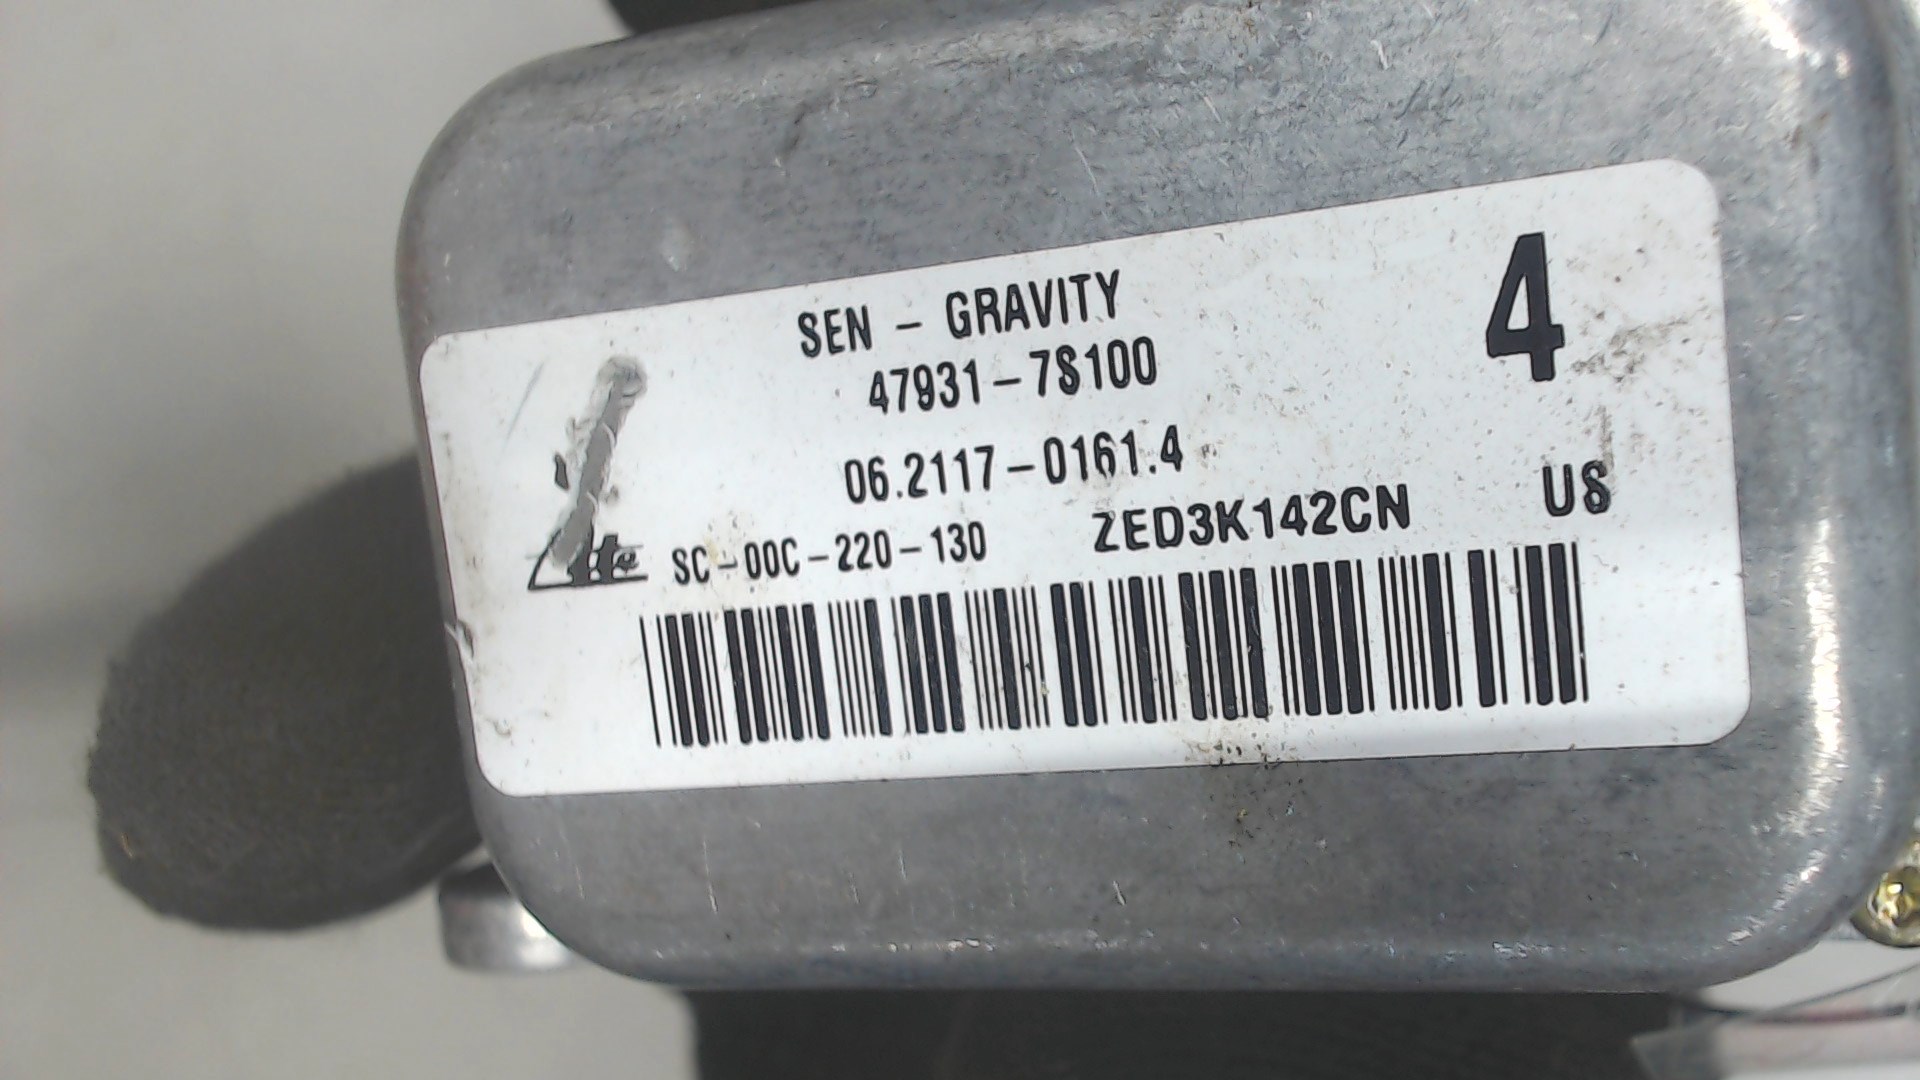 SEN - GRAVITY
4
47931-7S100
06.2117-0161.4
SC-00C-220-130 ZED3K142CN US